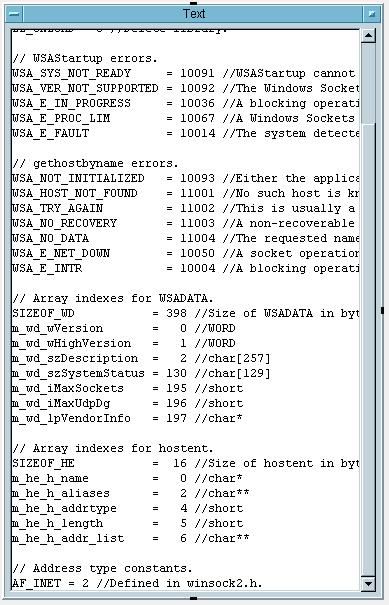 Text
// WSAStartup errors.
WSA_SYS_NOT_READY     = 10091 //WSAStartup cannot
WSA_VER_NOT_SUPPORTED = 10092 //The Windows Socket
WSA_E_IN_PROGRESS     = 10036 //A blocking operati
WSA_E_PROC_LIM        = 10067 //A Windows Sockets
WSA_E_FAULT           = 10014 //The system detecte
// gethostbyname errors.
WSA_NOT_INITIALIZED   = 10093 //Either the applica
WSA_HOST_NOT_FOUND    = 11001 //No such host is kn
WSA_TRY_AGAIN         = 11002 //This is usually a
WSA_NO_RECOVERY       = 11003 //A non-recoverable
WSA_NO_DATA           = 11004 //The requested name
WSA_E_NET_DOWN        = 10050 //A socket operation
WSA_E_INTR            = 10004 //A blocking operati
// Array indexes for WSADATA.
SIZEOF_WD           = 398 //Size of WSADATA in byt
m_wd_wVersion       =   0 //WORD
m_wd_wHighVersion   =   1 //WORD
m_wd_szDescription  =   2 //char[257]
m_wd_szSystemStatus = 130 //char[129]
m_wd_iMaxSockets    = 195 //short
m_wd_iMaxUdpDg      = 196 //short
m_wd_lpVendorInfo   = 197 //char*
// Array indexes for hostent.
SIZEOF_HE           =  16 //Size of hostent in byt
m_he_h_name         =   0 //char*
m_he_h_aliases      =   2 //char**
m_he_h_addrtype     =   4 //short
m_he_h_length       =   5 //short
m_he_h_addr_list    =   6 //char**
// Address type constants.
AF_INET = 2 //Defined in winsock2.h.